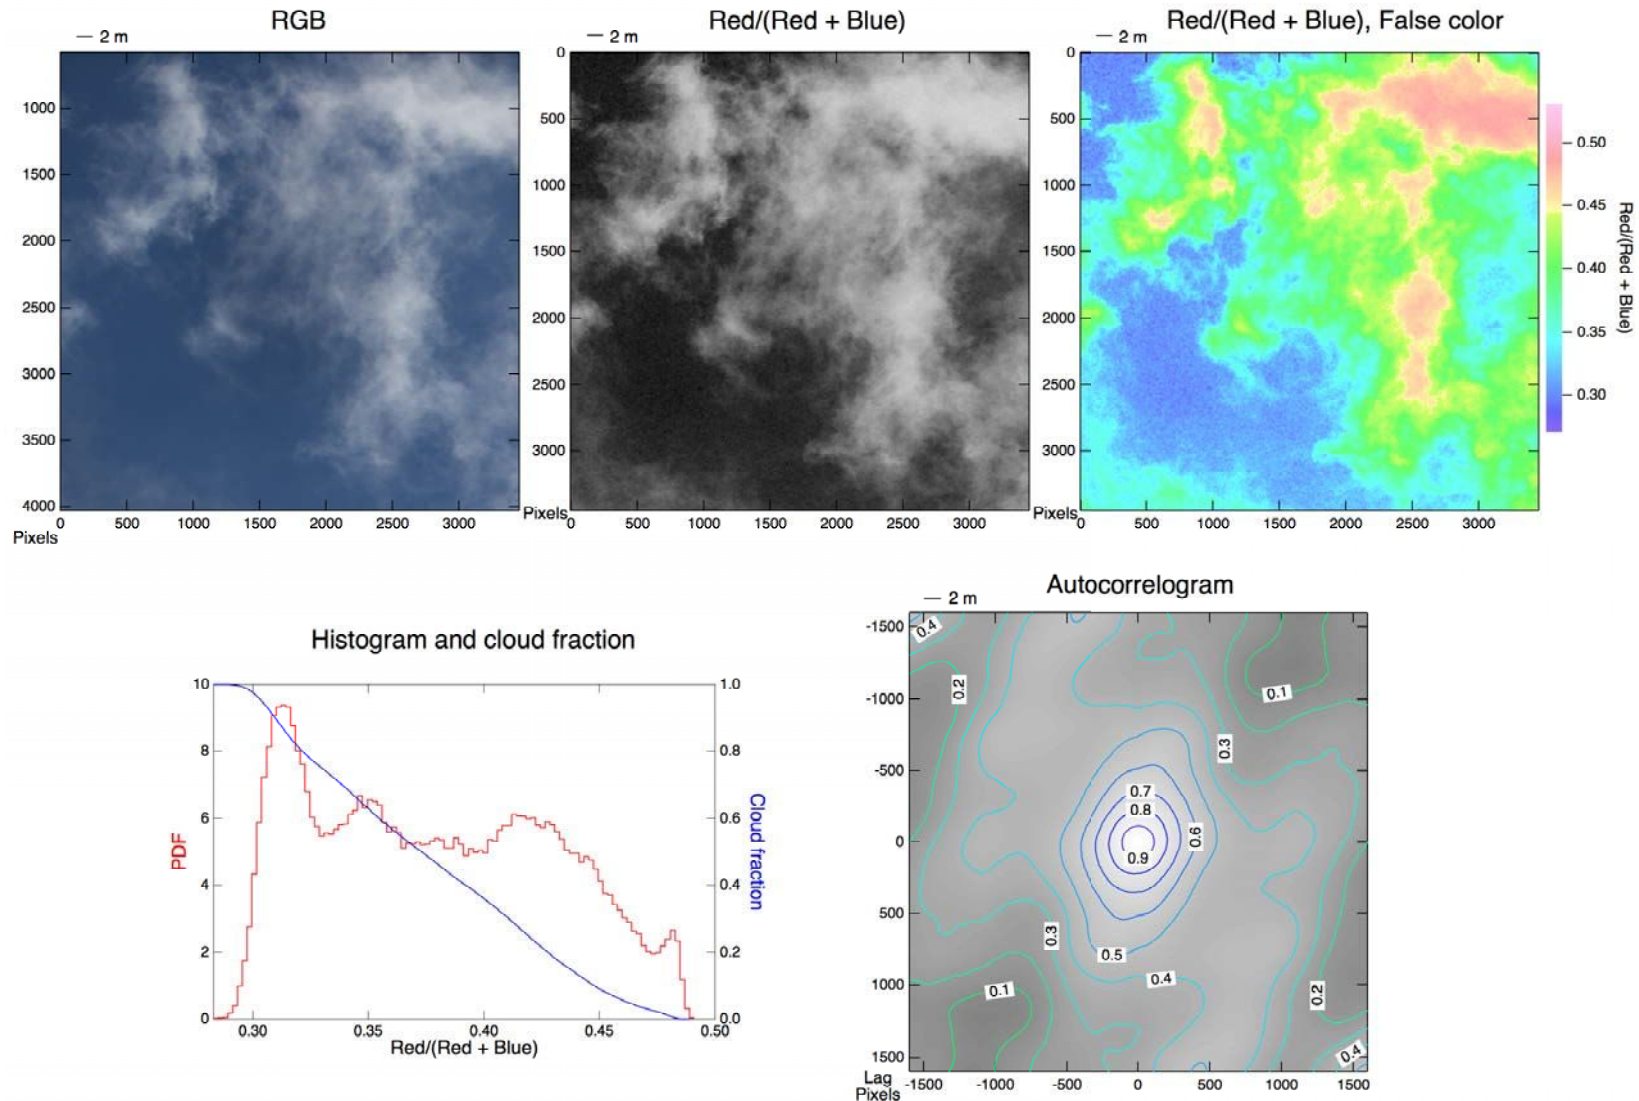 RGB
2 m
1000
1500
2000
2500
3000
3500
4000
0 500 1000 1500 2000 2500 3000
Pixels
Red/(Red + Blue)
2 m
0
500
1000
1500
2000
2500
3000
Pixels
0 500 1000 1500 2000 2500 3000
Red/(Red + Blue), False color
2 m
0
500
1000
1500
2000
2500
3000
Pixels
0 500 1000 1500 2000 2500 3000
0.50
0.45
0.40
0.35
0.30
Red/(Red + Blue)
Histogram and cloud fraction
10
8
6
4
2
0
PDF
1.0
0.8
0.6
0.4
0.2
0.0
Cloud fraction
0.30 0.35 0.40 0.45 0.50
Red/(Red + Blue)
Autocorrelogram
2 m
-1500
-1000
-500
0
500
1000
1500
0.4
0.2
0.1
0.3
0.7
0.8
0.6
0.9
0.3
0.5
0.4
0.1
0.2
0.4
Lag
Pixels
-1500 -1000 -500 0 500 1000 1500